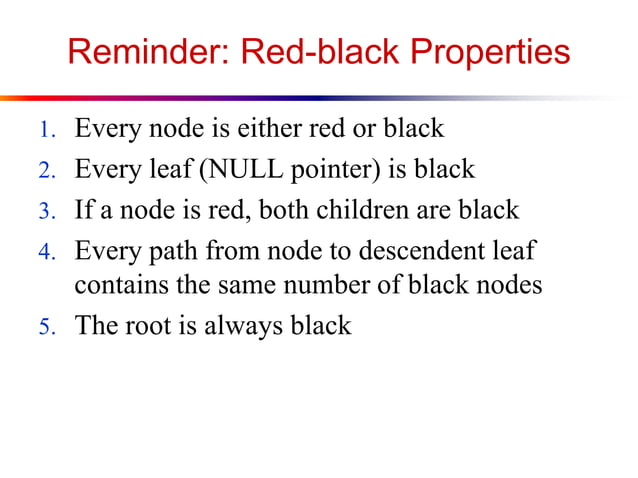 Reminder: Red-black Properties
1. Every node is either red or black
2. Every leaf (NULL pointer) is black
3. If a node is red, both children are black
4. Every path from node to descendent leaf
contains the same number of black nodes
5. The root is always black